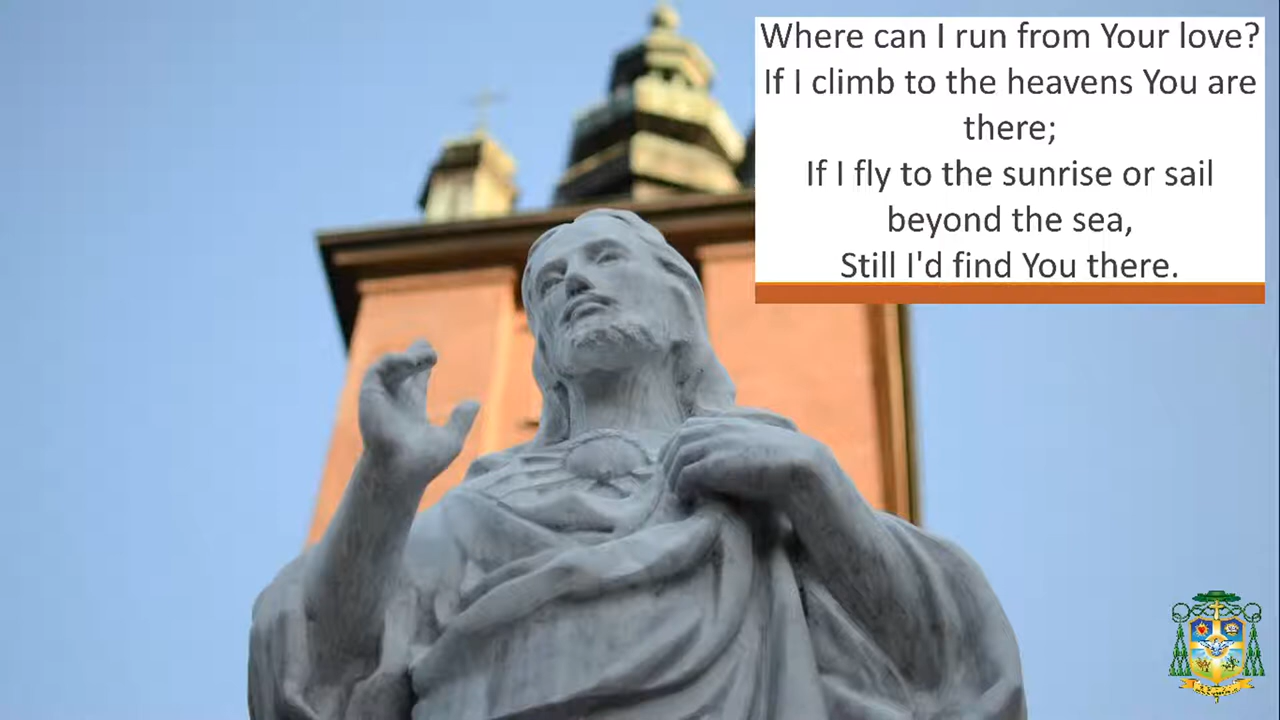 Where can I run from Your love?
If I climb to the heavens You are
there;
If I fly to the sunrise or sail
beyond the sea,
Still I'd find You there.